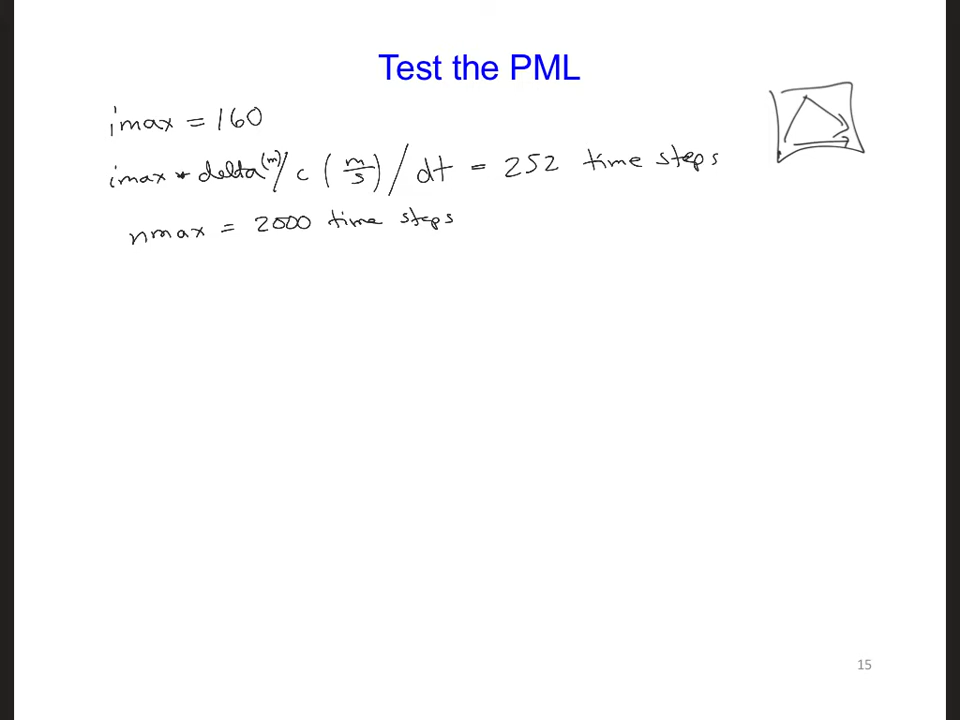 Test the PML
imax = 160
imax * delta (m) / c (m/s) / dt = 252 time steps
nmax = 2000 time steps
15